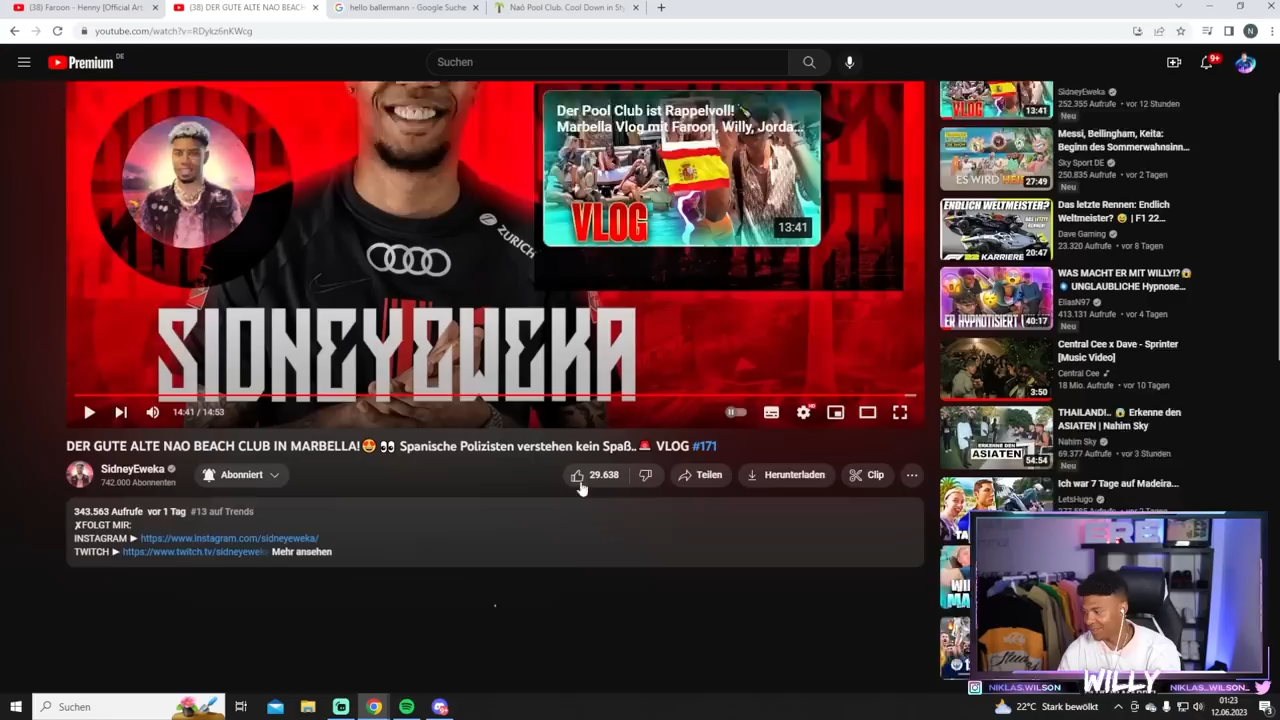 (38) Faroon - Henny [Official Art
(38) DER GUTE ALTE NAO BEACH
hello ballermann - Google Suche
Naô Pool Club. Cool Down in Sty
youtube.com/watch?v=RDykz6nKWcg
Premium DE
Suchen
9+
Der Pool Club ist Rappelvoll!
Marbella Vlog mit Faroon, Willy, Jorda...
VLOG
13:41
ZURICH
SIDNEYEWEKA
14:41 / 14:53
DER GUTE ALTE NAO BEACH CLUB IN MARBELLA!😍 👀 Spanische Polizisten verstehen kein Spaß..🚨 VLOG #171
SidneyEweka
742.000 Abonnenten
Abonniert
29.638
Teilen
Herunterladen
Clip
343.563 Aufrufe vor 1 Tag #13 auf Trends
✗FOLGT MIR:
INSTAGRAM ► https://www.instagram.com/sidneyeweka/
TWITCH ► https://www.twitch.tv/sidneyewek
Mehr ansehen
VLOG
13:41
SidneyEweka
252.355 Aufrufe • vor 12 Stunden
Neu
ES WIRD
27:49
Messi, Bellingham, Keita:
Beginn des Sommerwahnsinn...
Sky Sport DE
250.835 Aufrufe • vor 2 Tagen
Neu
ENDLICH WELTMEISTER?
KARRIERE
20:47
Das letzte Rennen: Endlich
Weltmeister? 😉 | F1 22...
Dave Gaming
23.320 Aufrufe • vor 8 Tagen
ER HYPNOTISIERT
40:17
WAS MACHT ER MIT WILLY!?😱
UNGLAUBLICHE Hypnose...
EliasN97
413.131 Aufrufe • vor 4 Tagen
Neu
3:50
Central Cee x Dave - Sprinter
[Music Video]
Central Cee
18 Mio. Aufrufe • vor 10 Tagen
ERKENNE DEN
ASIATEN
54:54
THAILAND!.. 😱 Erkenne den
ASIATEN | Nahim Sky
Nahim Sky
69.377 Aufrufe • vor 3 Stunden
Neu
Ich war 7 Tage auf Madeira...
LetsHugo
WILLY
NIKLAS.WILSON
NIKLAS_WILSON_
Suchen
22°C Stark bewölkt
01:23
12.06.2023